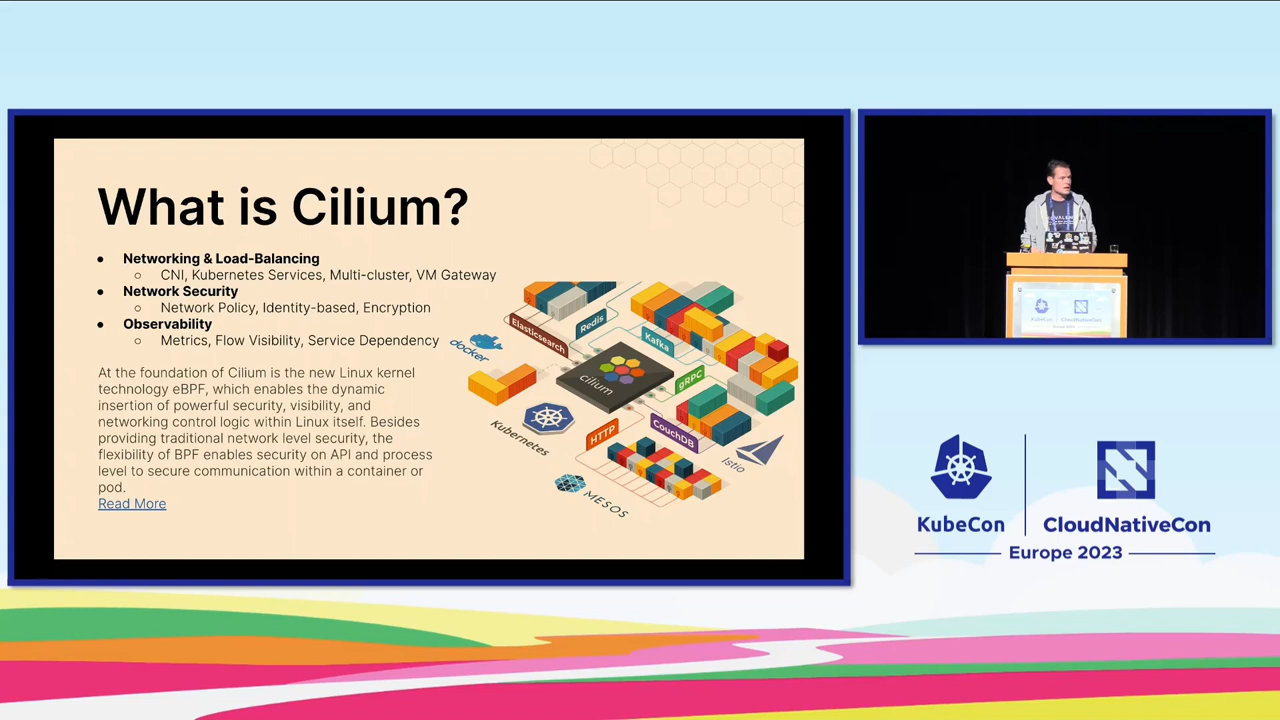 What is Cilium?
● Networking & Load-Balancing
○ CNI, Kubernetes Services, Multi-cluster, VM Gateway
● Network Security
○ Network Policy, Identity-based, Encryption
● Observability
○ Metrics, Flow Visibility, Service Dependency
At the foundation of Cilium is the new Linux kernel
technology eBPF, which enables the dynamic
insertion of powerful security, visibility, and
networking control logic within Linux itself. Besides
providing traditional network level security, the
flexibility of BPF enables security on API and process
level to secure communication within a container or
pod.
Read More
Elasticsearch
Redis
Kafka
docker
cilium
gRPC
Kubernetes
HTTP
CouchDB
Istio
MESOS
KubeCon
CloudNativeCon
KubeCon
CloudNativeCon
Europe 2023